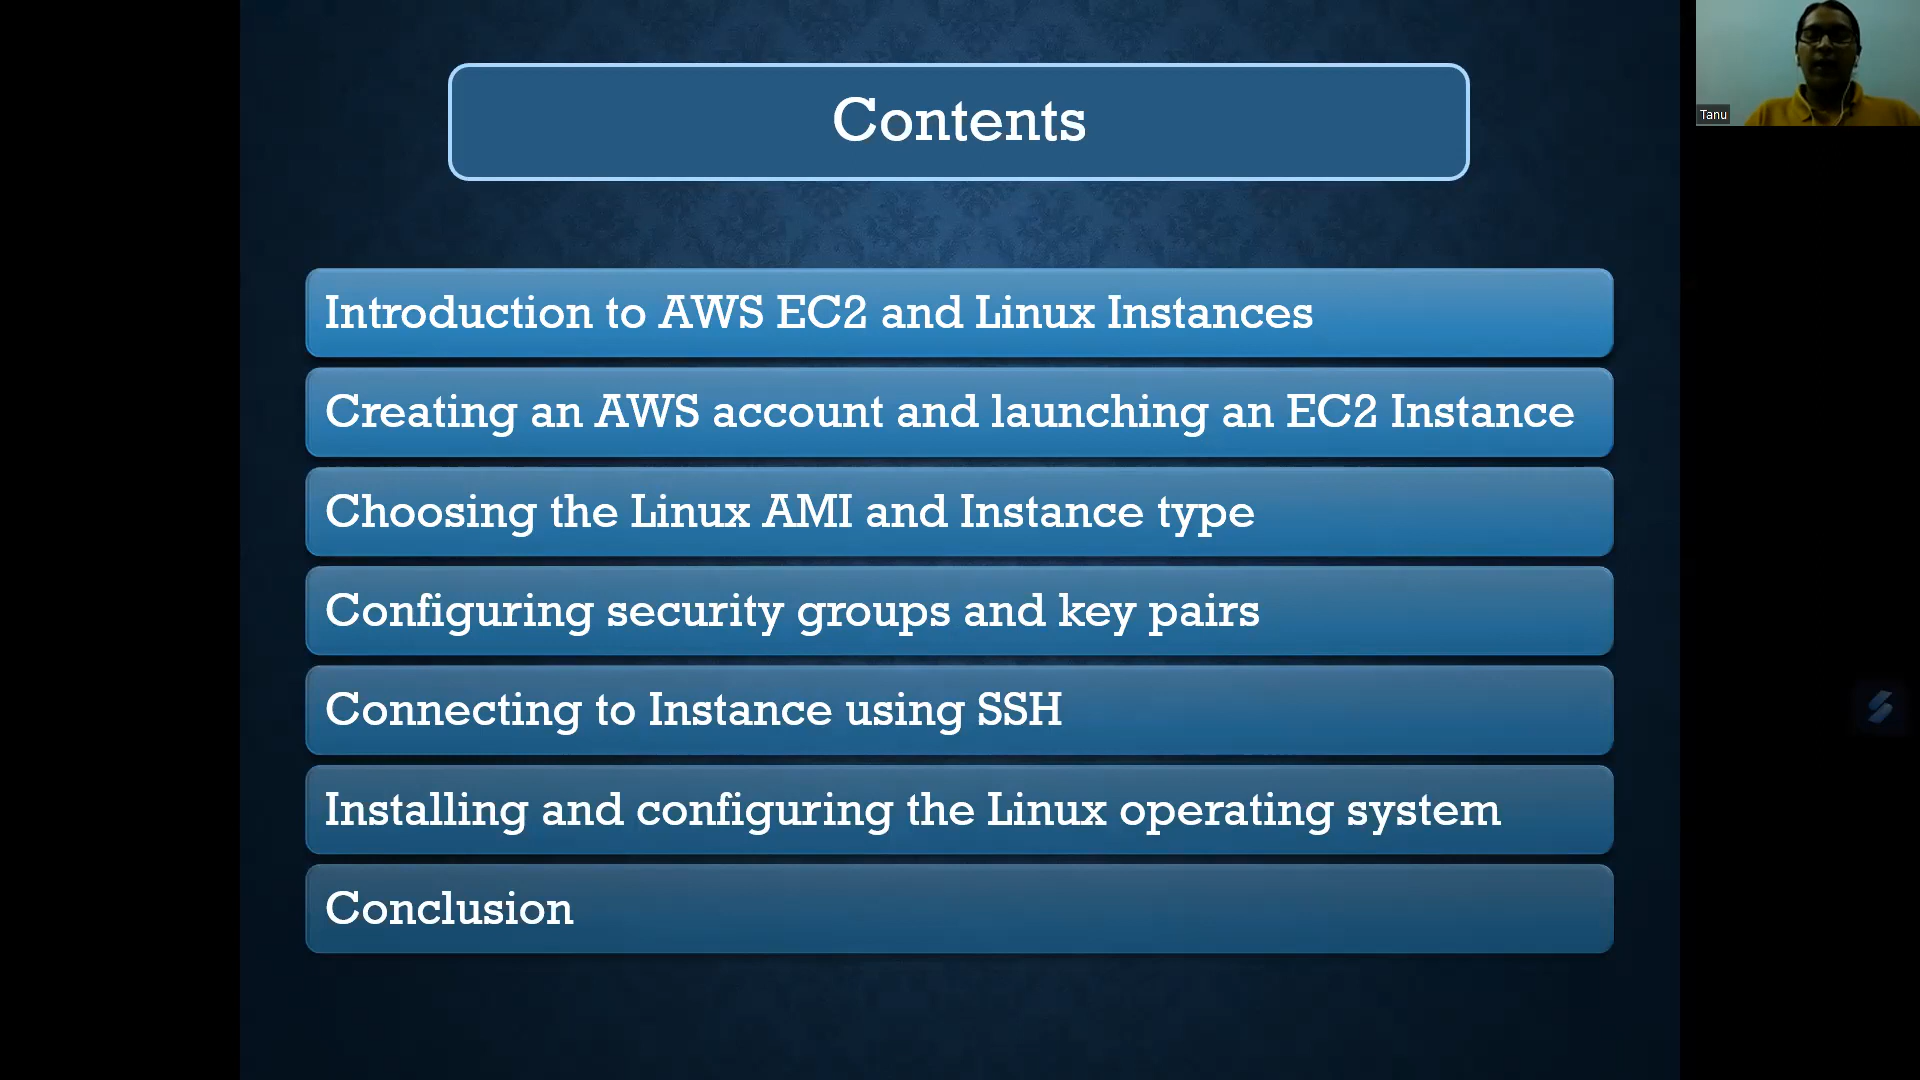 Contents
Tanu
Introduction to AWS EC2 and Linux Instances
Creating an AWS account and launching an EC2 Instance
Choosing the Linux AMI and Instance type
Configuring security groups and key pairs
Connecting to Instance using SSH
Installing and configuring the Linux operating system
Conclusion